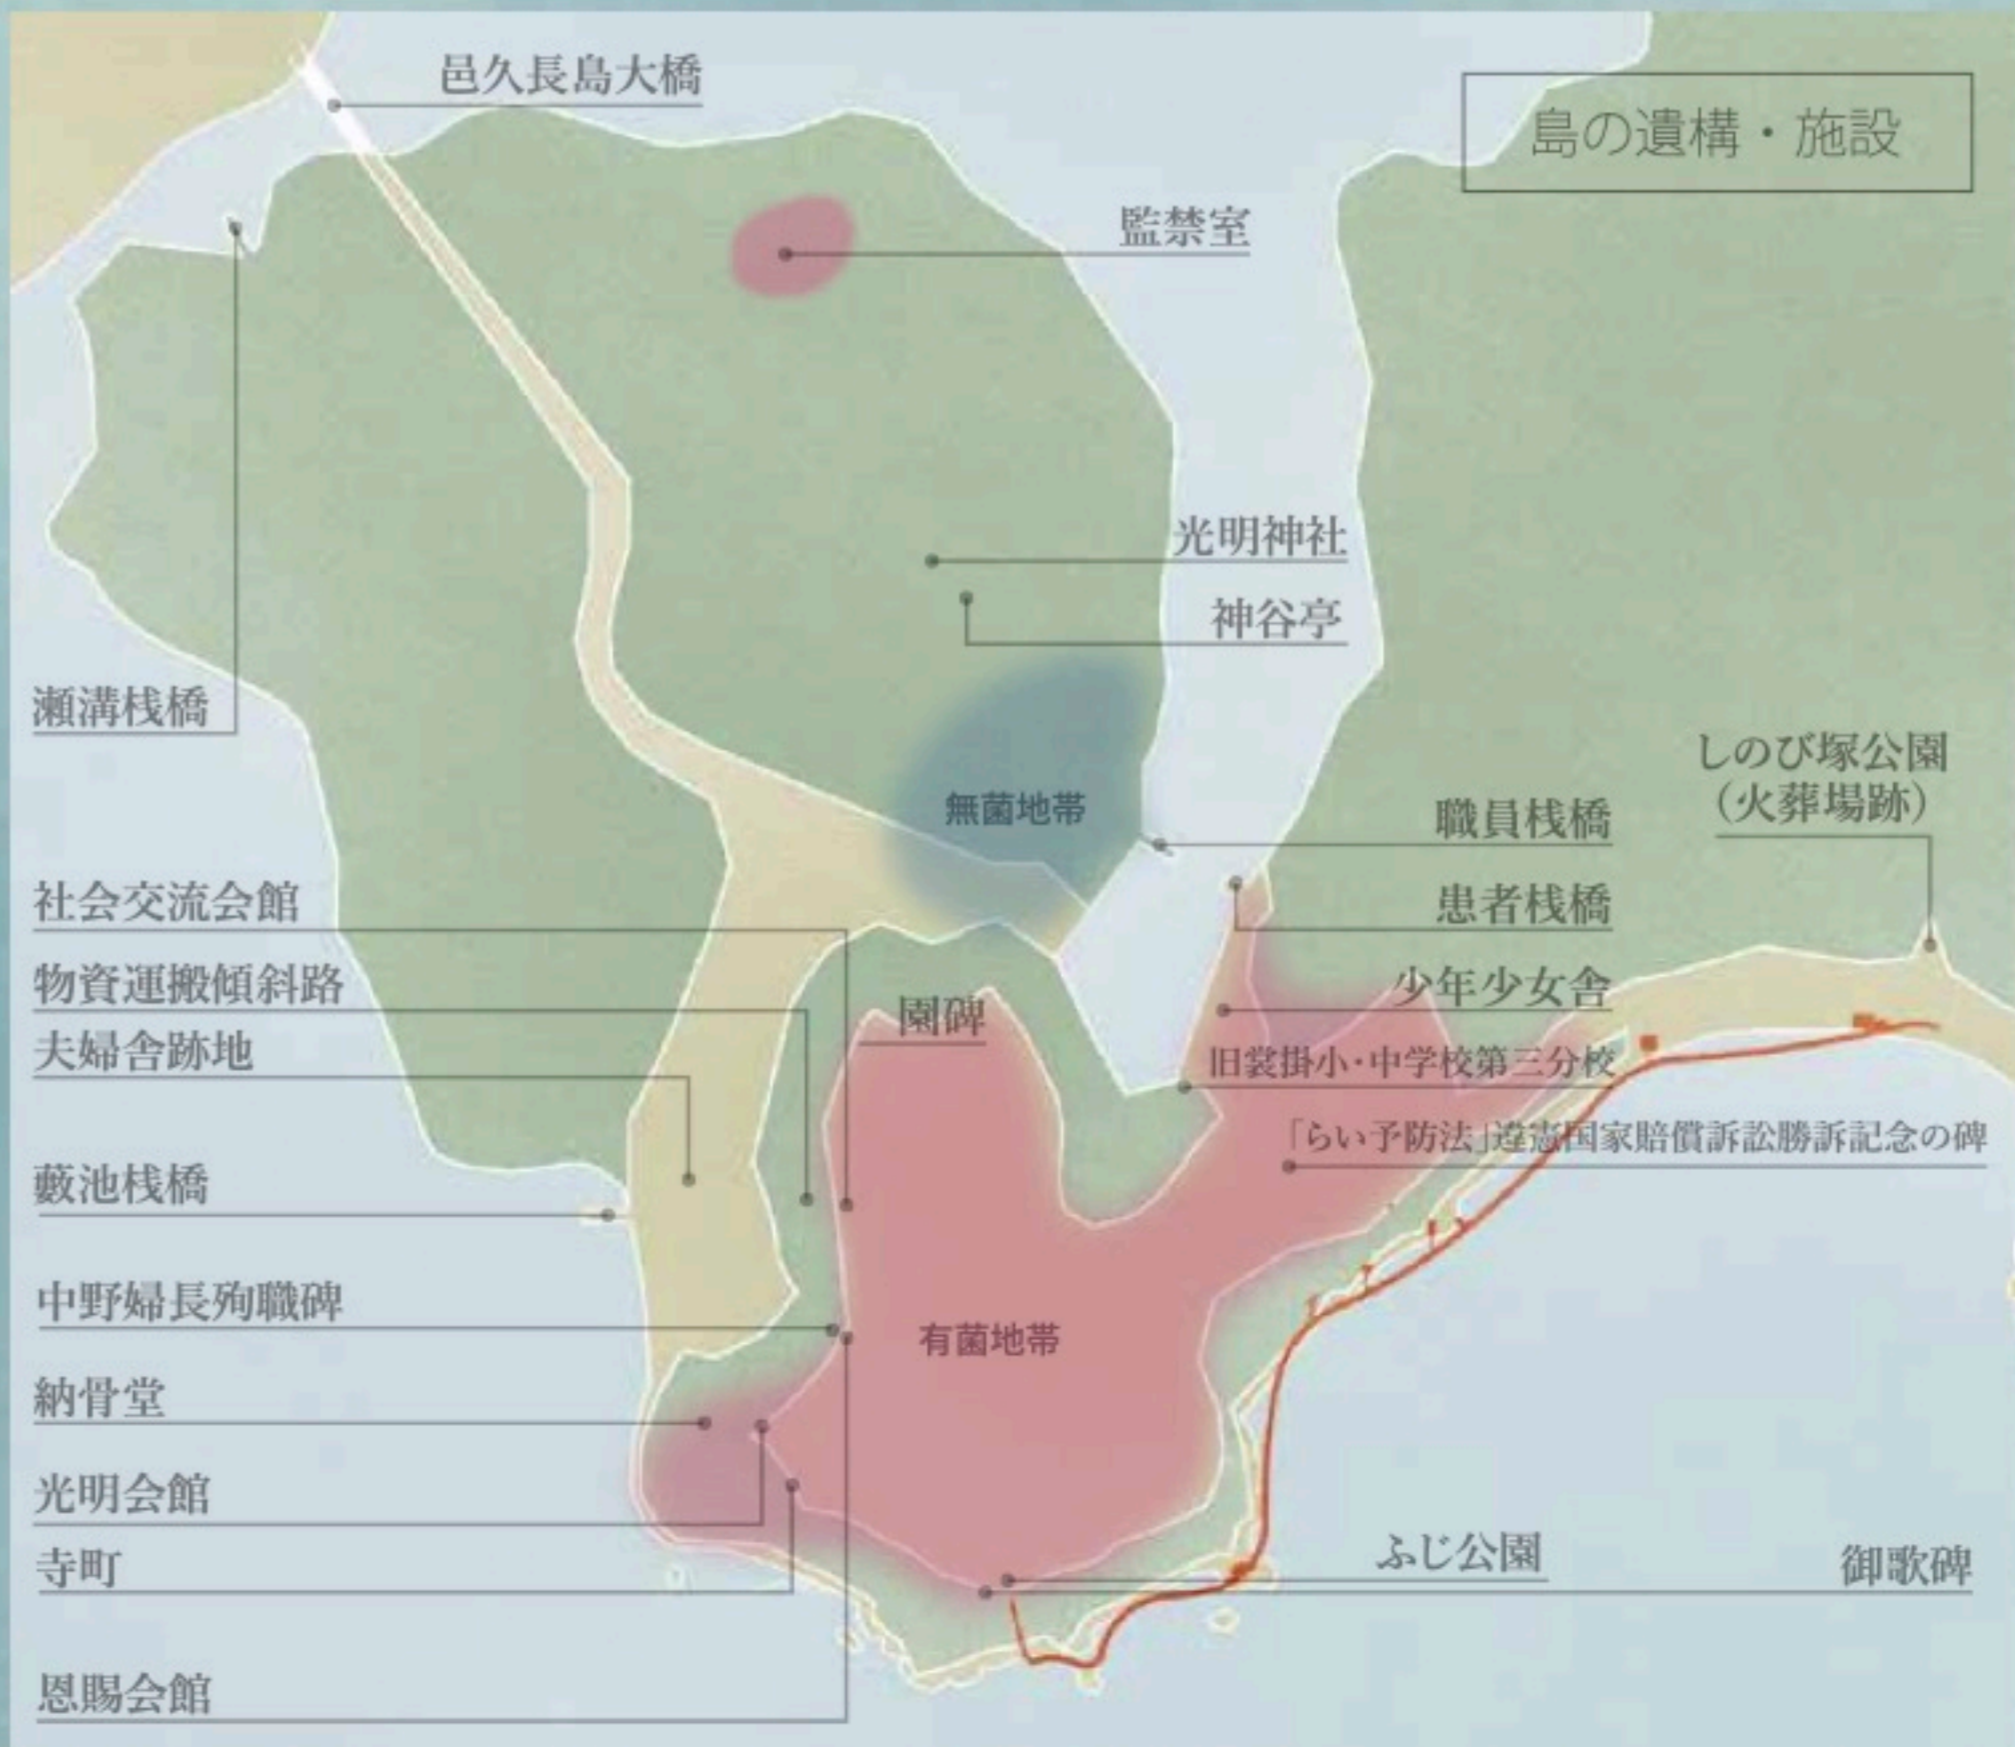 島の遺構・施設
邑久長島大橋
監禁室
光明神社
神谷亭
瀬溝桟橋
無菌地帯
しのび塚公園
（火葬場跡）
職員桟橋
患者桟橋
少年少女舎
旧裳掛小・中学校第三分校
「らい予防法」違憲国家賠償訴訟勝訴記念の碑
園碑
社会交流会館
物資運搬傾斜路
夫婦舎跡地
藪池桟橋
中野婦長殉職碑
有菌地帯
納骨堂
光明会館
寺町
恩賜会館
ふじ公園
御歌碑